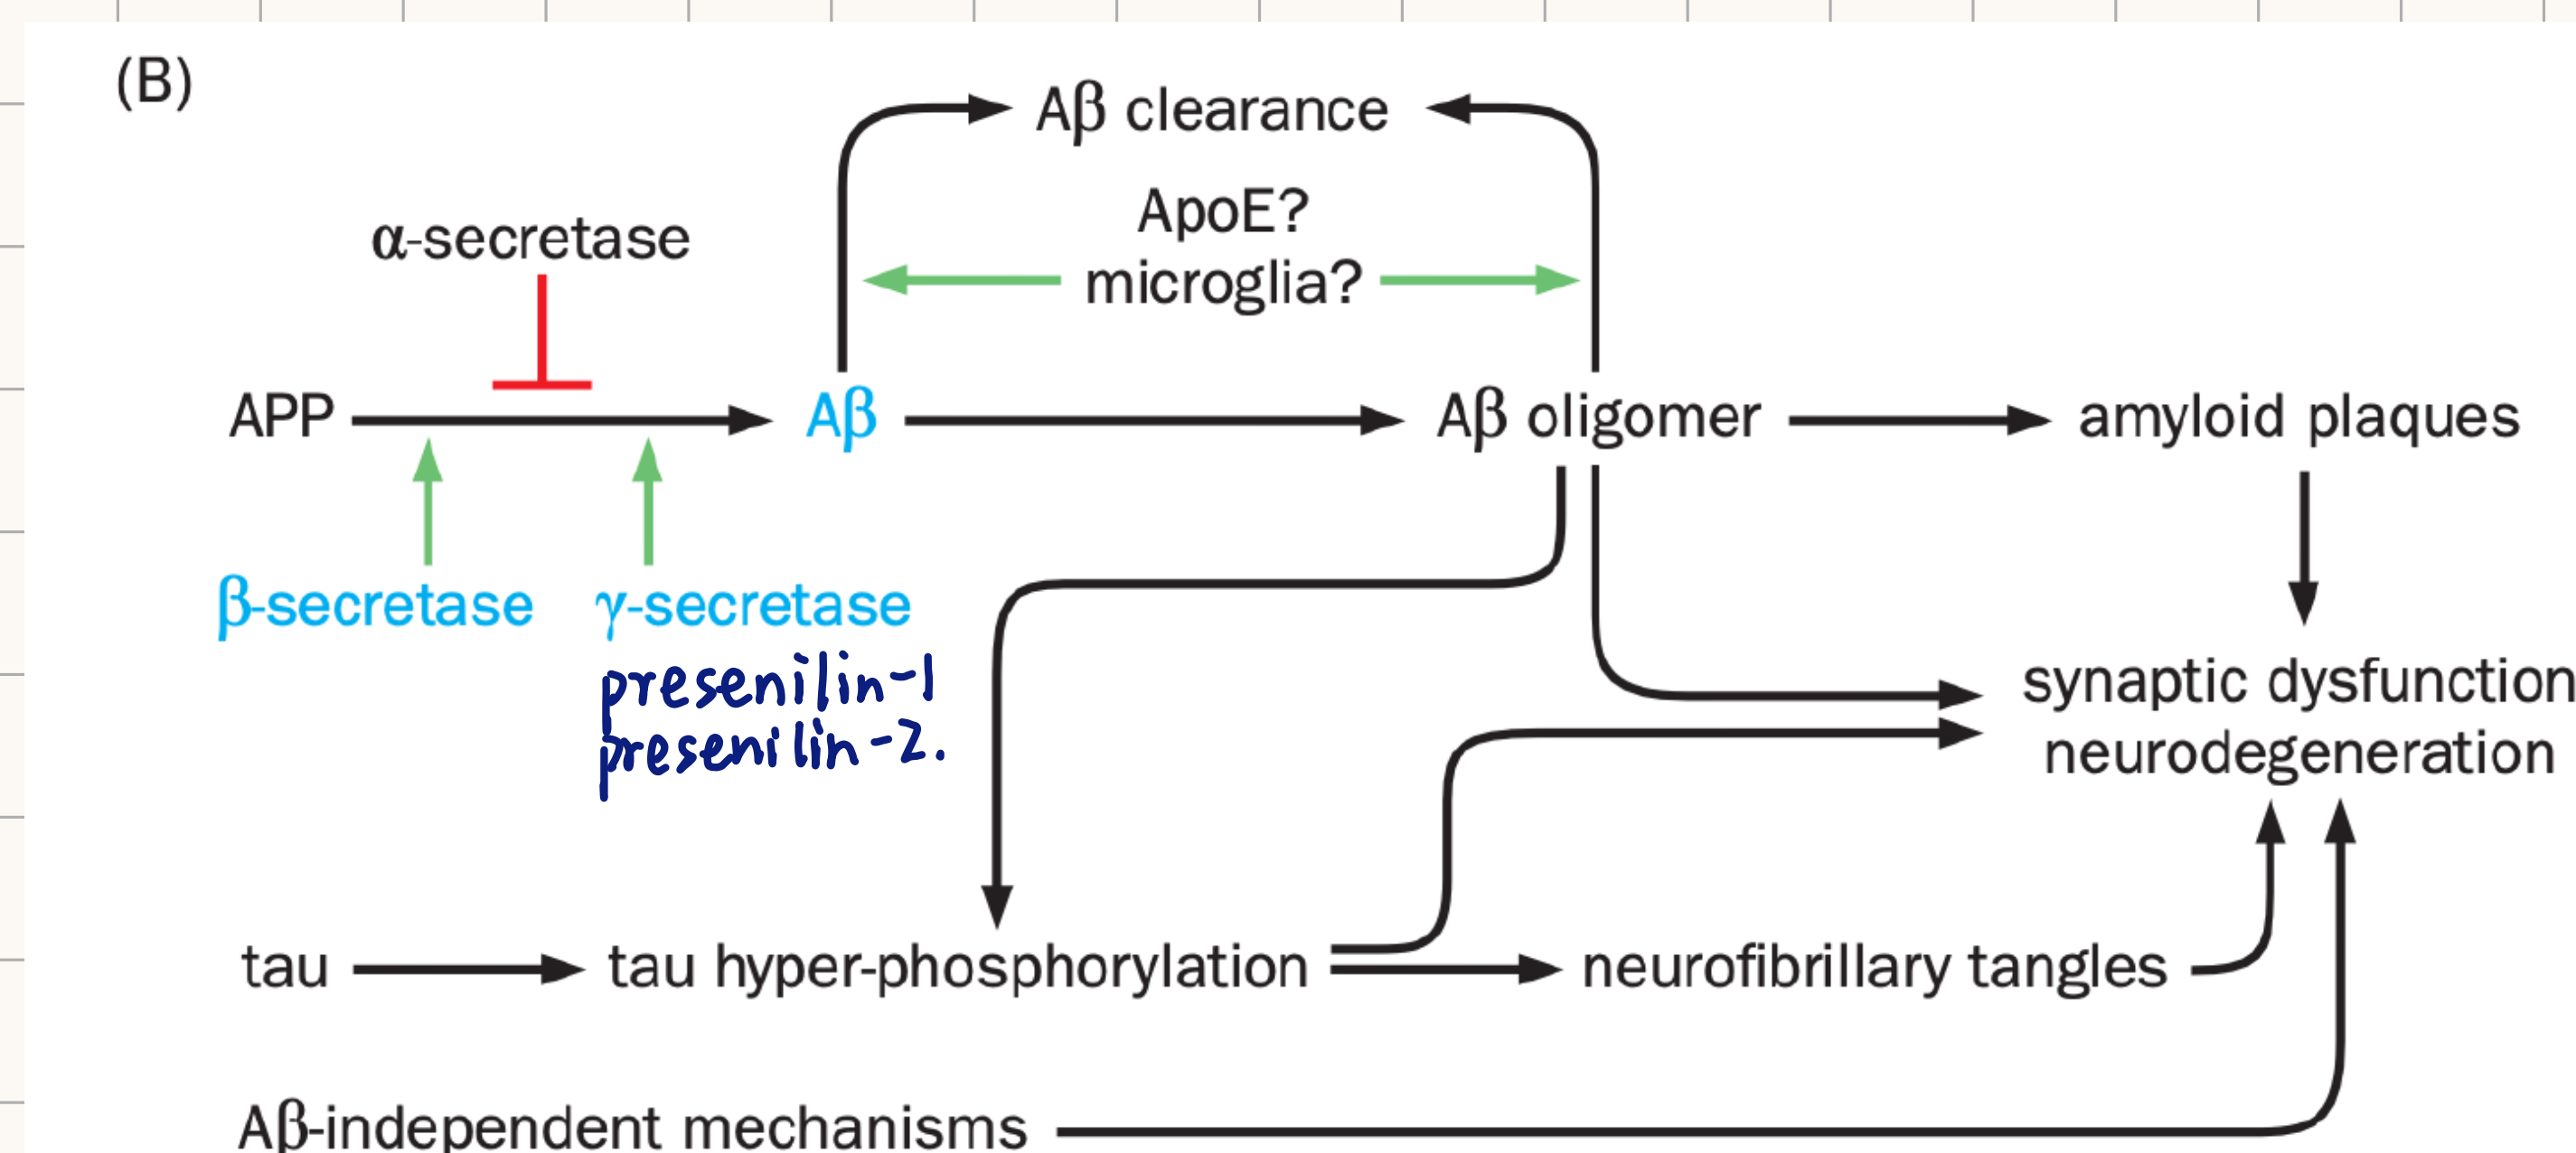 (B)
Aβ clearance
ApoE?
microglia?
α-secretase
APP
Aβ
Aβ oligomer
amyloid plaques
β-secretase
γ-secretase
presenilin-1
presenilin-2.
synaptic dysfunction
neurodegeneration
tau
tau hyper-phosphorylation
neurofibrillary tangles
Aβ-independent mechanisms